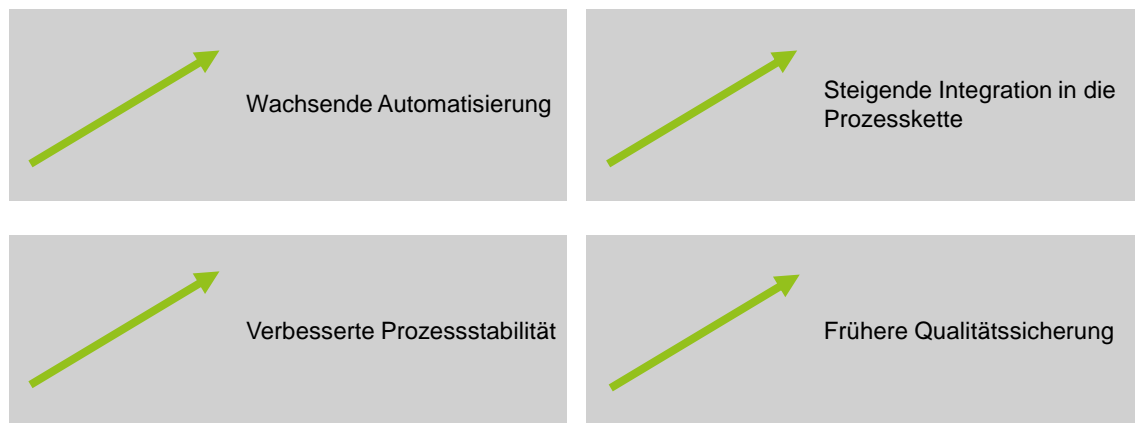 Wachsende Automatisierung
Steigende Integration in die
Prozesskette
Verbesserte Prozessstabilität
Frühere Qualitätssicherung